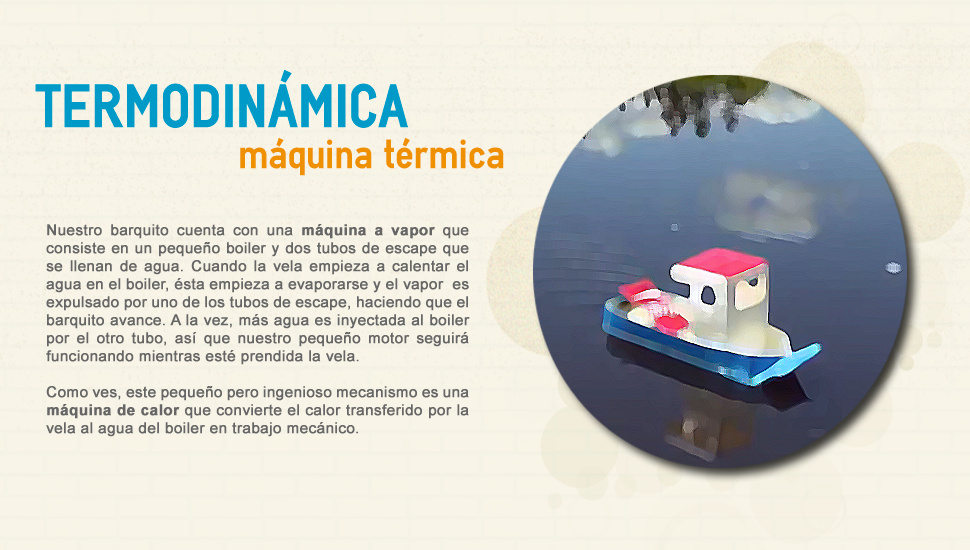 TERMODINÁMICA
máquina térmica
Nuestro barquito cuenta con una máquina a vapor que
consiste en un pequeño boiler y dos tubos de escape que
se llenan de agua. Cuando la vela empieza a calentar el
agua en el boiler, ésta empieza a evaporarse y el vapor es
expulsado por uno de los tubos de escape, haciendo que el
barquito avance. A la vez, más agua es inyectada al boiler
por el otro tubo, así que nuestro pequeño motor seguirá
funcionando mientras esté prendida la vela.
Como ves, este pequeño pero ingenioso mecanismo es una
máquina de calor que convierte el calor transferido por la
vela al agua del boiler en trabajo mecánico.